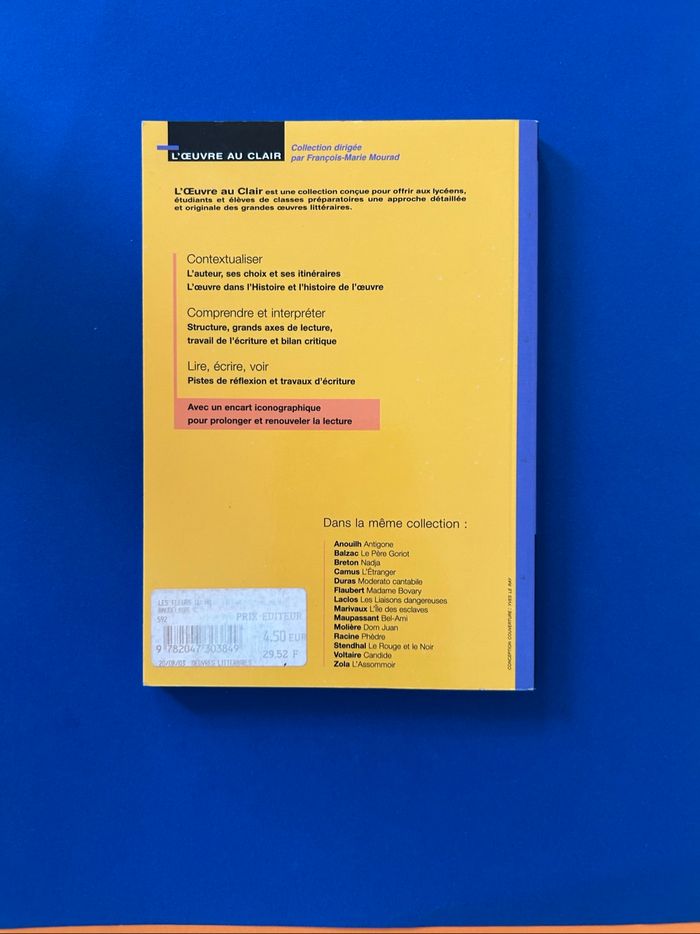 L'ŒUVRE AU CLAIR
Collection dirigée
par François-Marie Mourad
L'Œuvre au Clair est une collection conçue pour offrir aux lycéens,
étudiants et élèves de classes préparatoires une approche détaillée
et originale des grandes œuvres littéraires.
Contextualiser
L'auteur, ses choix et ses itinéraires
L'œuvre dans l'Histoire et l'histoire de l'œuvre
Comprendre et interpréter
Structure, grands axes de lecture,
travail de l'écriture et bilan critique
Lire, écrire, voir
Pistes de réflexion et travaux d'écriture
Avec un encart iconographique
pour prolonger et renouveler la lecture
Dans la même collection :
Anouilh Antigone
Balzac Le Père Goriot
Breton Nadja
Camus L'Étranger
Duras Moderato cantabile
Flaubert Madame Bovary
Laclos Les Liaisons dangereuses
Marivaux L'Île des esclaves
Maupassant Bel-Ami
Molière Dom Juan
Racine Phèdre
Stendhal Le Rouge et le Noir
Voltaire Candide
Zola L'Assommoir
CONCEPTION COUVERTURE : YVES LE RAY
LES FLEURS
592
PRIX EDITEUR
4.50 EUR
29.52 F
9 782047 303849